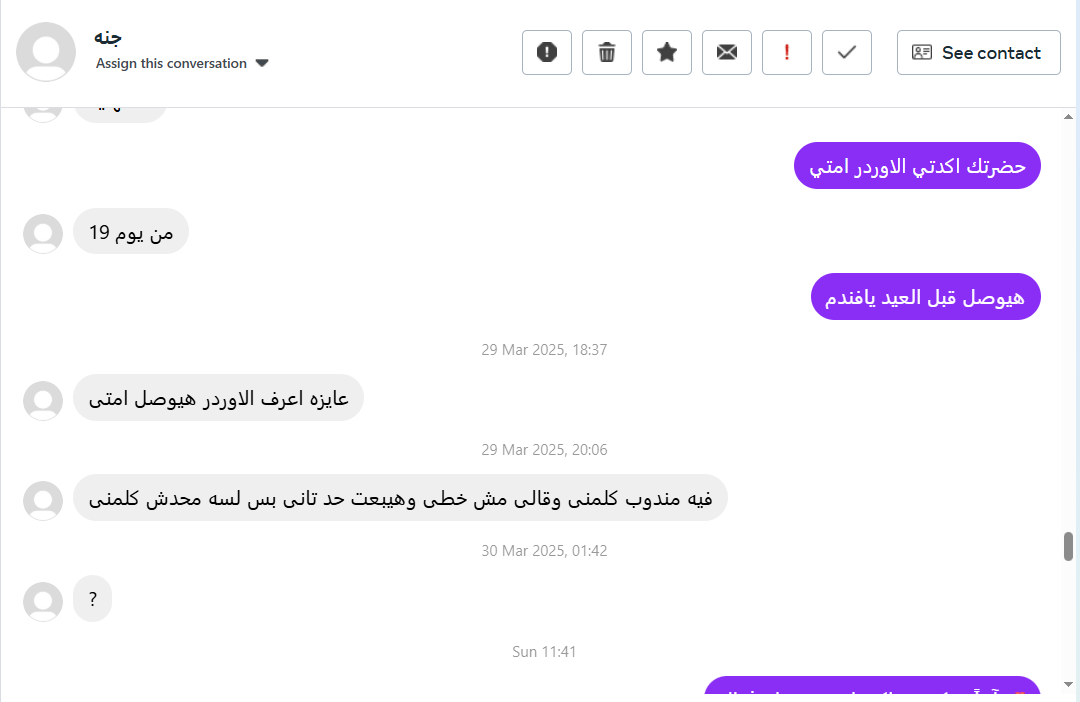 جنه
Assign this conversation
See contact
حضرتك اكدتي الاوردر امتي
من يوم 19
هيوصل قبل العيد يافندم
29 Mar 2025, 18:37
عايزه اعرف الاوردر هيوصل امتى
29 Mar 2025, 20:06
فيه مندوب كلمنى وقالى مش خطى وهيبعت حد تانى بس لسه محدش كلمنى
30 Mar 2025, 01:42
?
Sun 11:41